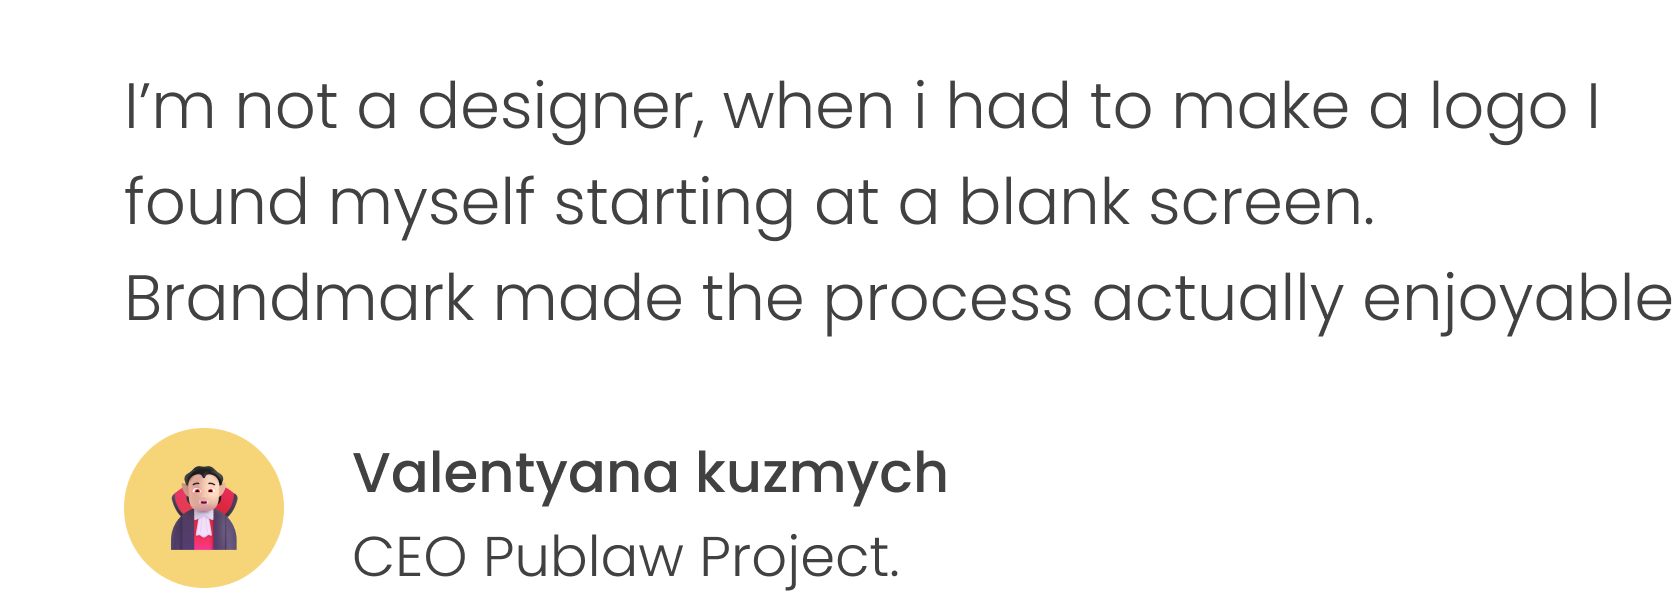 I’m not a designer, when i had to make a logo I
found myself starting at a blank screen.
Brandmark made the process actually enjoyable
Valentyana kuzmych
CEO Publaw Project.